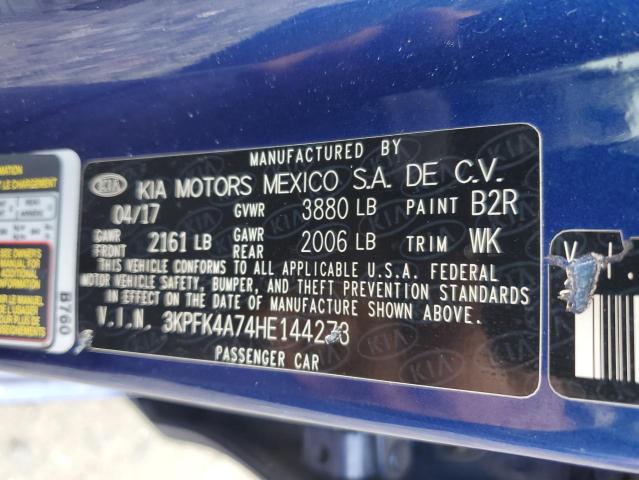 MANUFACTURED BY
KIA KIA MOTORS MEXICO S.A. DE C.V.
04/17 GVWR 3880 LB PAINT B2R
GAWR FRONT 2161 LB GAWR REAR 2006 LB TRIM WK
THIS VEHICLE CONFORMS TO ALL APPLICABLE U.S.A. FEDERAL
MOTOR VEHICLE SAFETY, BUMPER, AND THEFT PREVENTION STANDARDS
IN EFFECT ON THE DATE OF MANUFACTURE SHOWN ABOVE.
V.I.N. 3KPFK4A74HE144273
PASSENGER CAR
B760
V.I.